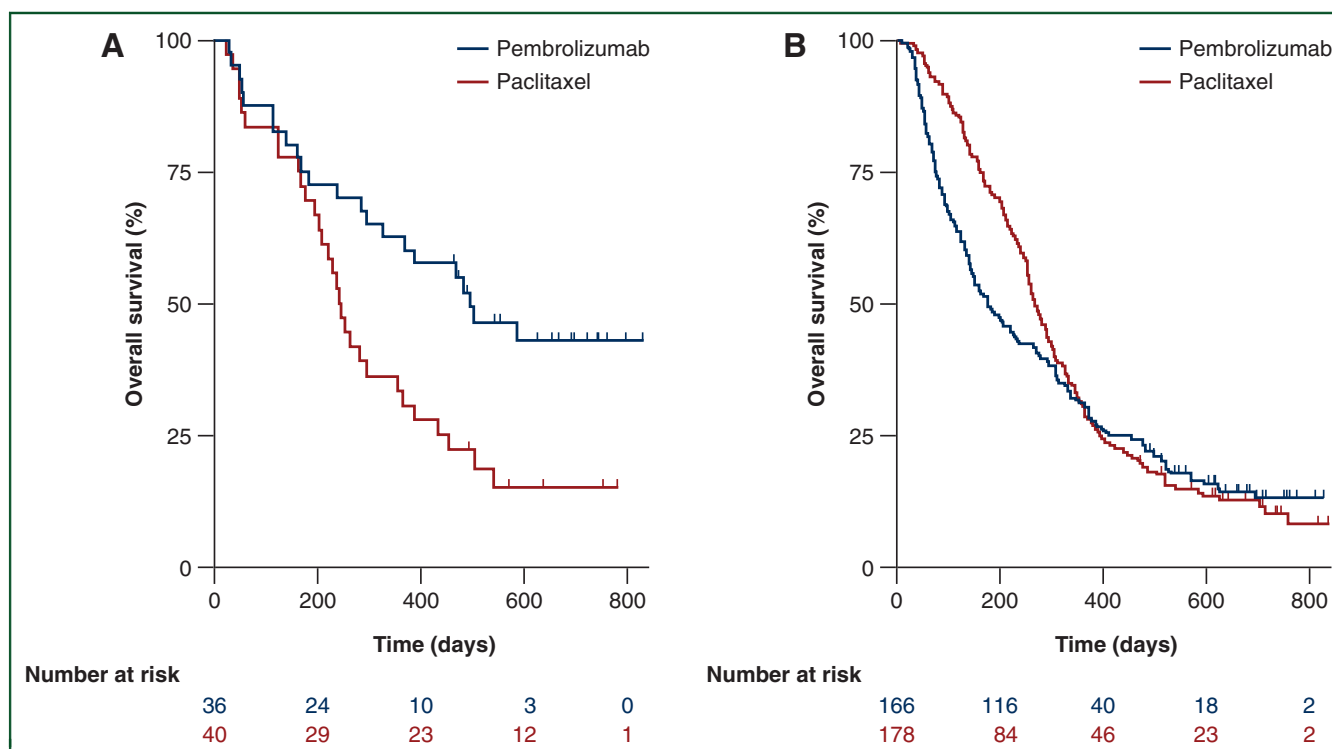 A
Pembrolizumab
Paclitaxel
100
75
50
25
0
Overall survival (%)
0 200 400 600 800
Time (days)
Number at risk
36 24 10 3 0
40 29 23 12 1
B
Pembrolizumab
Paclitaxel
100
75
50
25
0
Overall survival (%)
0 200 400 600 800
Time (days)
Number at risk
166 116 40 18 2
178 84 46 23 2